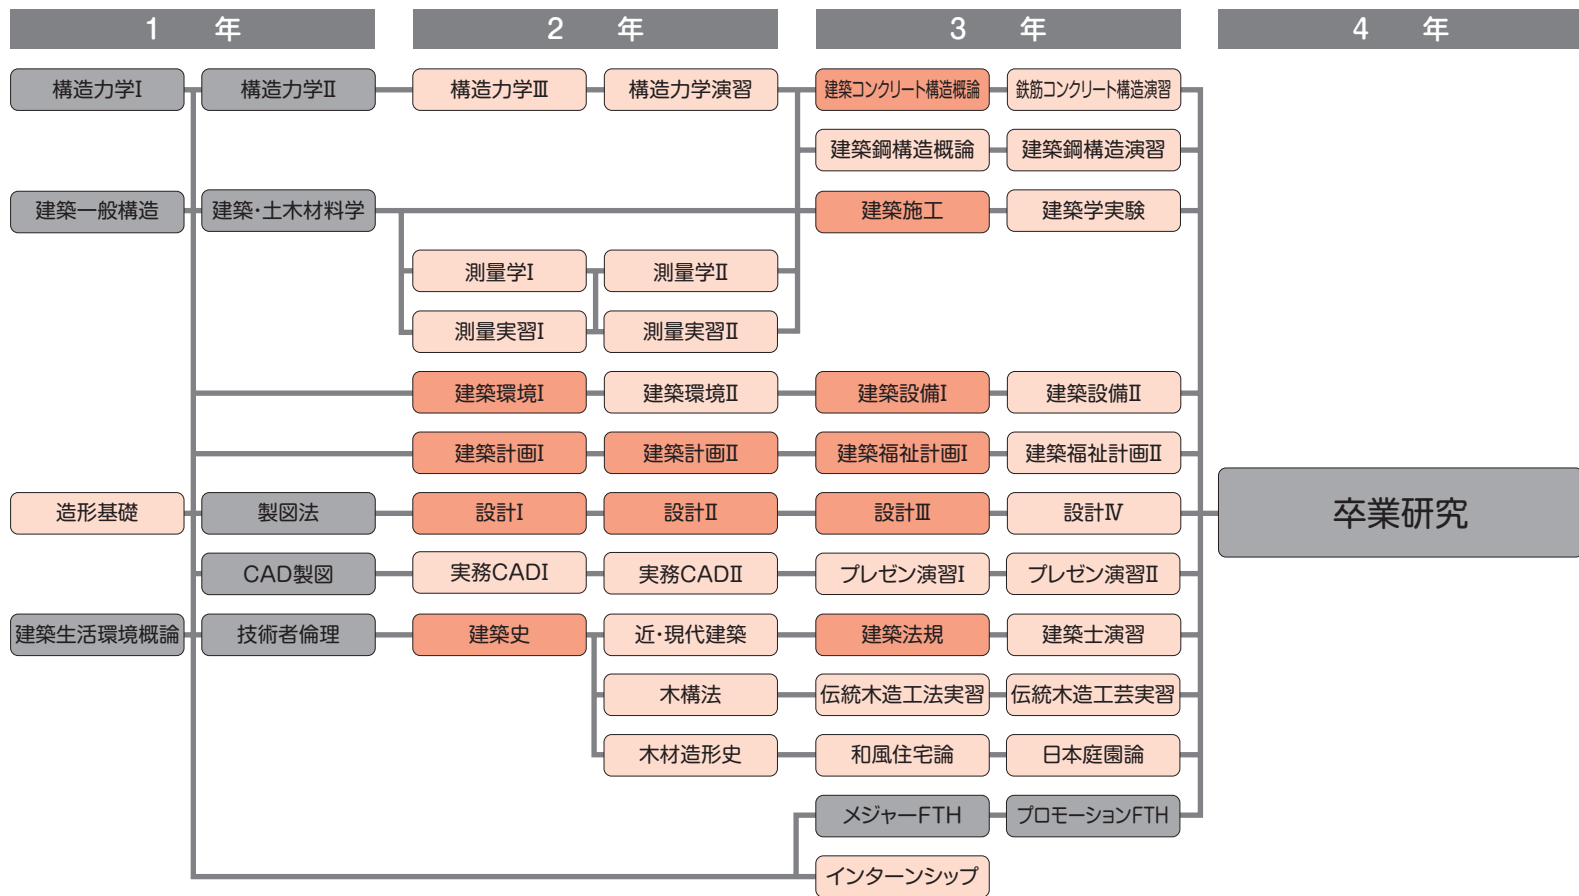 1 年
2 年
3 年
4 年
構造力学Ⅰ
構造力学Ⅱ
構造力学Ⅲ
構造力学演習
建築コンクリート構造概論
鉄筋コンクリート構造演習
建築鋼構造概論
建築鋼構造演習
建築一般構造
建築・土木材料学
建築施工
建築学実験
測量学Ⅰ
測量学Ⅱ
測量実習Ⅰ
測量実習Ⅱ
建築環境Ⅰ
建築環境Ⅱ
建築設備Ⅰ
建築設備Ⅱ
建築計画Ⅰ
建築計画Ⅱ
建築福祉計画Ⅰ
建築福祉計画Ⅱ
造形基礎
製図法
設計Ⅰ
設計Ⅱ
設計Ⅲ
設計Ⅳ
卒業研究
CAD製図
実務CADⅠ
実務CADⅡ
プレゼン演習Ⅰ
プレゼン演習Ⅱ
建築生活環境概論
技術者倫理
建築史
近・現代建築
建築法規
建築士演習
木構法
伝統木造工法実習
伝統木造工芸実習
木材造形史
和風住宅論
日本庭園論
メジャーFTH
プロモーションFTH
インターンシップ